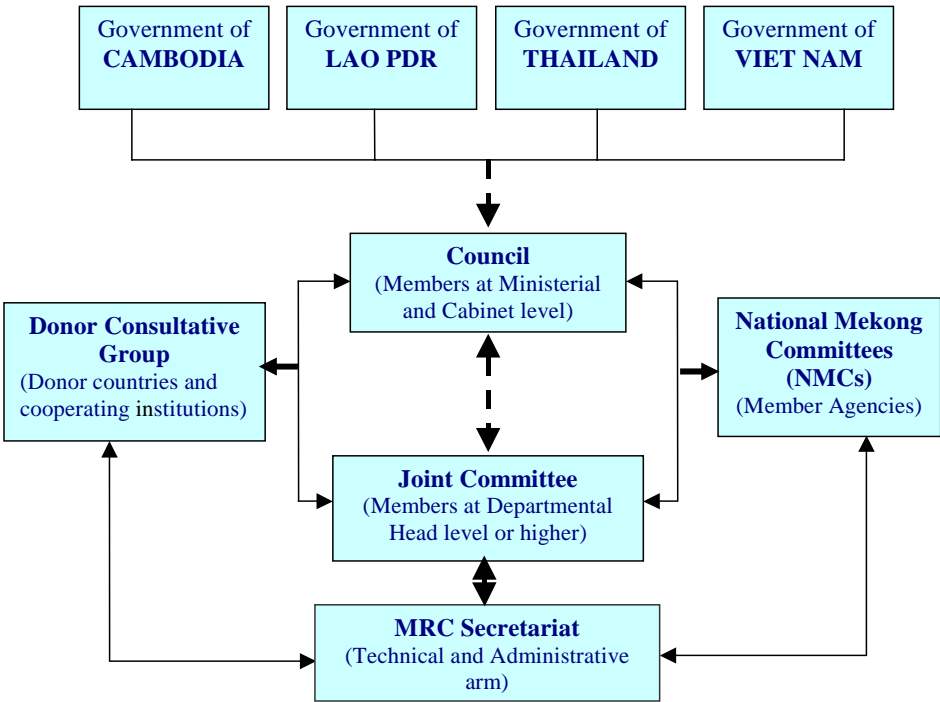 Government of
CAMBODIA
Government of
LAO PDR
Government of
THAILAND
Government of
VIET NAM
Council
(Members at Ministerial
and Cabinet level)
Donor Consultative
Group
(Donor countries and
cooperating institutions)
National Mekong
Committees
(NMCs)
(Member Agencies)
Joint Committee
(Members at Departmental
Head level or higher)
MRC Secretariat
(Technical and Administrative
arm)